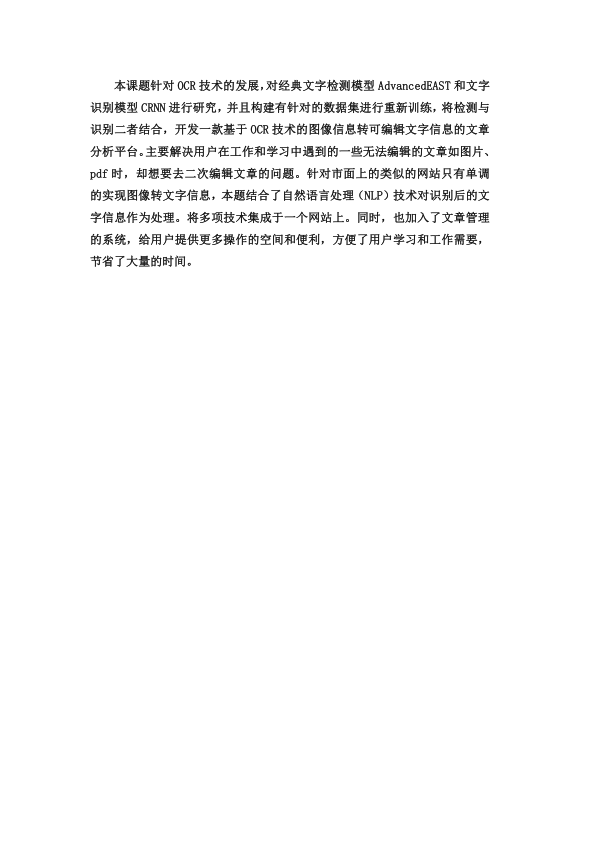 本课题针对 OCR 技术的发展,对经典文字检测模型 AdvancedEAST 和文字
识别模型 CRNN 进行研究,并且构建有针对的数据集进行重新训练,将检测与
识别二者结合,开发一款基于 OCR 技术的图像信息转可编辑文字信息的文章
分析平台。主要解决用户在工作和学习中遇到的一些无法编辑的文章如图片、
pdf 时,却想要去二次编辑文章的问题。针对市面上的类似的网站只有单调
的实现图像转文字信息,本题结合了自然语言处理(NLP)技术对识别后的文
字信息作为处理。将多项技术集成于一个网站上。同时,也加入了文章管理
的系统,给用户提供更多操作的空间和便利,方便了用户学习和工作需要,
节省了大量的时间。